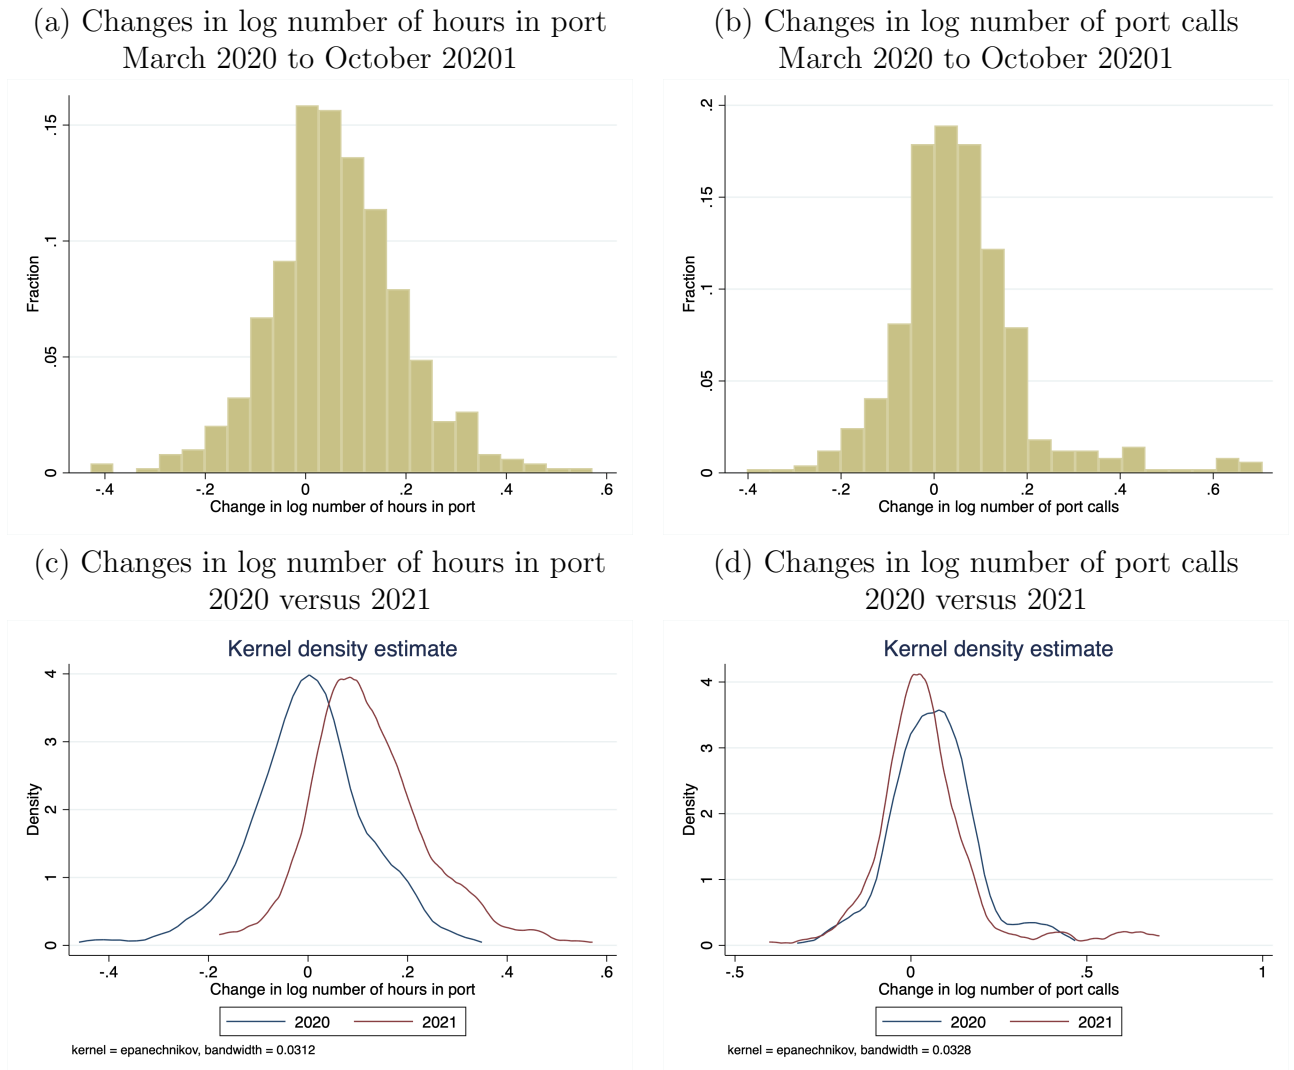 (a) Changes in log number of hours in port
March 2020 to October 20201
(b) Changes in log number of port calls
March 2020 to October 20201
Fraction
.15
.1
.05
0
-.4 -.2 0 .2 .4 .6
Change in log number of hours in port
Fraction
.2
.15
.1
.05
0
-.4 -.2 0 .2 .4 .6
Change in log number of port calls
(c) Changes in log number of hours in port
2020 versus 2021
(d) Changes in log number of port calls
2020 versus 2021
Kernel density estimate
Density
4
3
2
1
0
-.4 -.2 0 .2 .4 .6
Change in log number of hours in port
2020 2021
kernel = epanechnikov, bandwidth = 0.0312
Kernel density estimate
Density
4
3
2
1
0
-.5 0 .5 1
Change in log number of port calls
2020 2021
kernel = epanechnikov, bandwidth = 0.0328